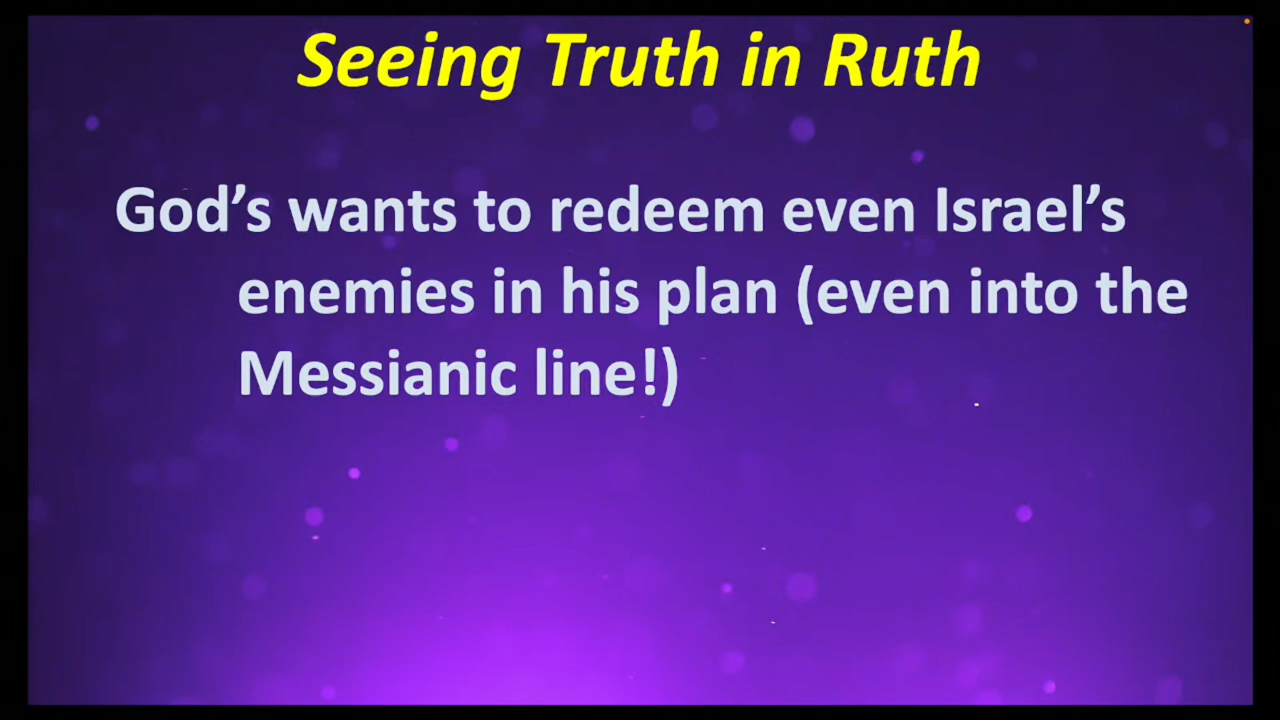 Seeing Truth in Ruth
God’s wants to redeem even Israel’s
enemies in his plan (even into the
Messianic line!)